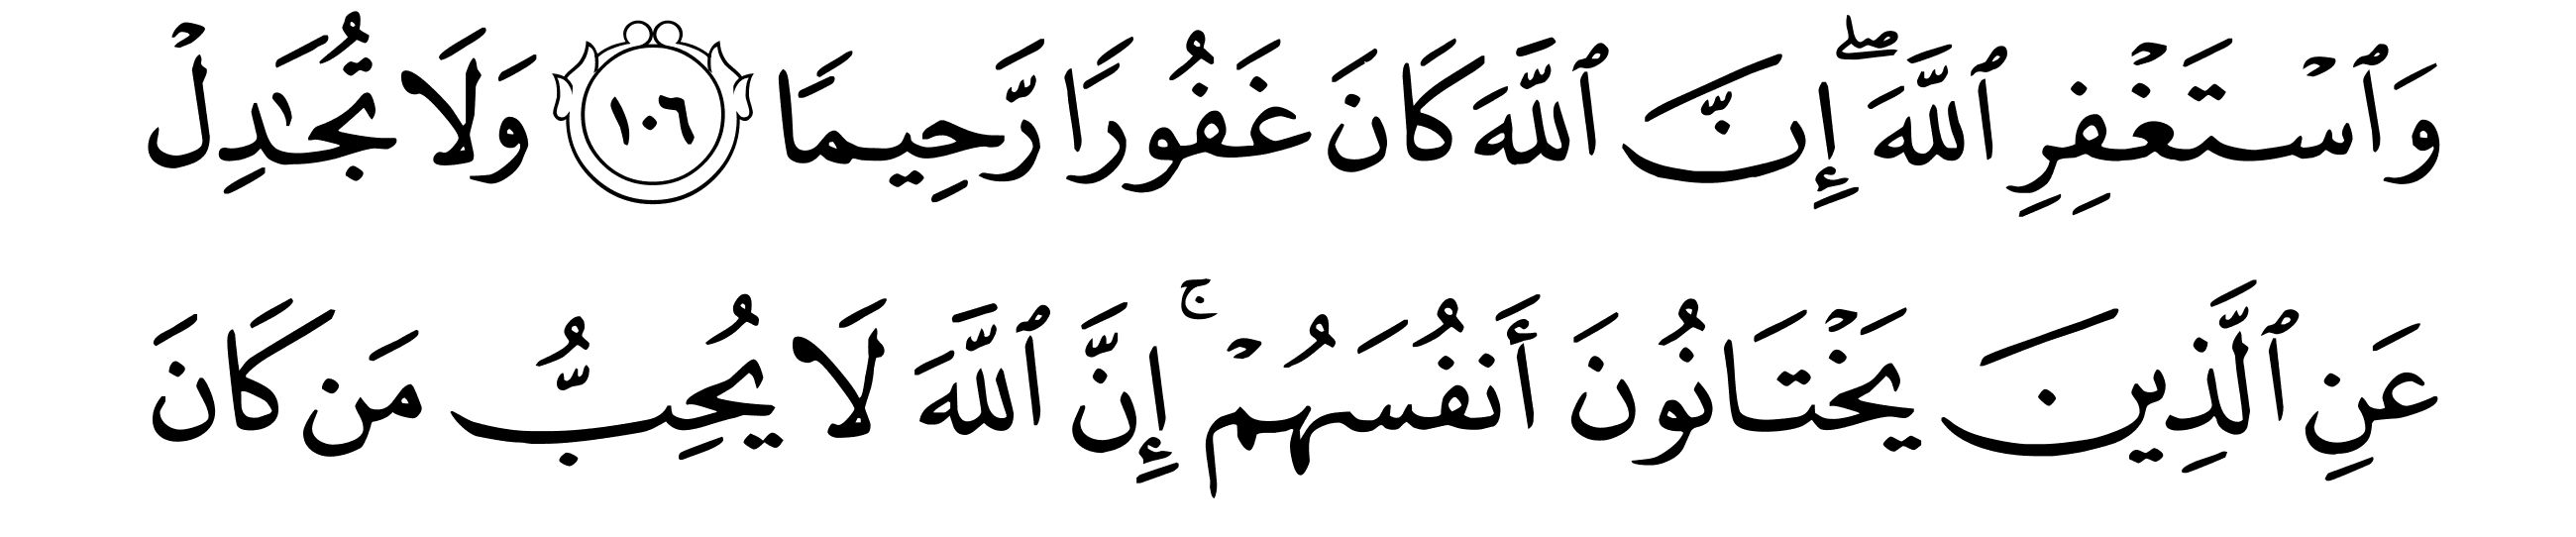 وَٱسۡتَغۡفِرِ ٱللَّهَۖ إِنَّ ٱللَّهَ كَانَ غَفُورٗا رَّحِيمٗا ١٠٦ وَلَا تُجَٰدِلۡ
عَنِ ٱلَّذِينَ يَخۡتَانُونَ أَنفُسَهُمۡۚ إِنَّ ٱللَّهَ لَا يُحِبُّ مَن كَانَ